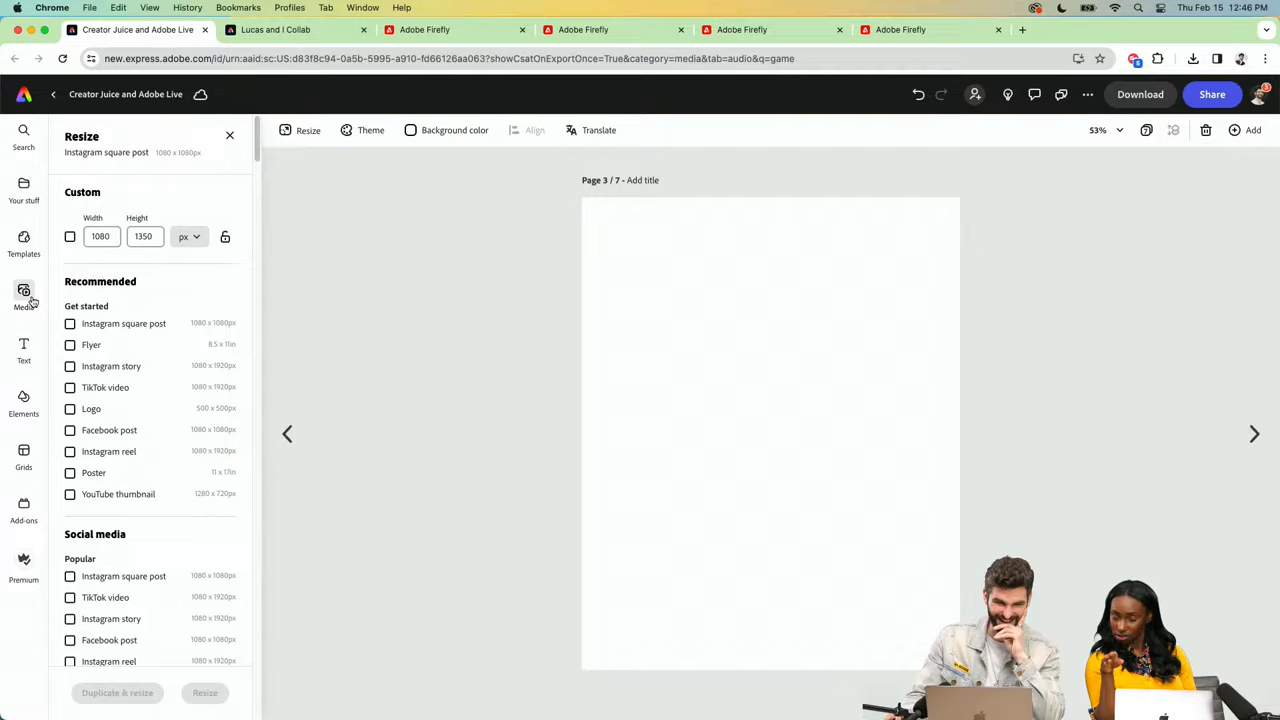 Chrome File Edit View History Bookmarks Profiles Tab Window Help
Thu Feb 15 12:46 PM
Creator Juice and Adobe Live
Lucas and I Collab
Adobe Firefly
Adobe Firefly
Adobe Firefly
Adobe Firefly
new.express.adobe.com/id/urn:aaid:sc:US:d83f8c94-0a5b-5995-a910-fd66126aa063?showCsatOnExportOnce=True&category=media&tab=audio&q=game
Creator Juice and Adobe Live
Download
Share
Search
Your stuff
Templates
Media
Text
Elements
Grids
Add-ons
Premium
Resize
Instagram square post 1080 x 1080px
Custom
Width Height
1080 1350 px
Recommended
Get started
Instagram square post 1080 x 1080px
Flyer 8.5 x 11in
Instagram story 1080 x 1920px
TikTok video 1080 x 1920px
Logo 500 x 500px
Facebook post 1080 x 1080px
Instagram reel 1080 x 1920px
Poster 11 x 17in
YouTube thumbnail 1280 x 720px
Social media
Popular
Instagram square post 1080 x 1080px
TikTok video 1080 x 1920px
Instagram story 1080 x 1920px
Facebook post 1080 x 1080px
Instagram reel 1080 x 1920px
Duplicate & resize Resize
Resize Theme Background color Align Translate
53% 7 Add
Page 3 / 7 - Add title